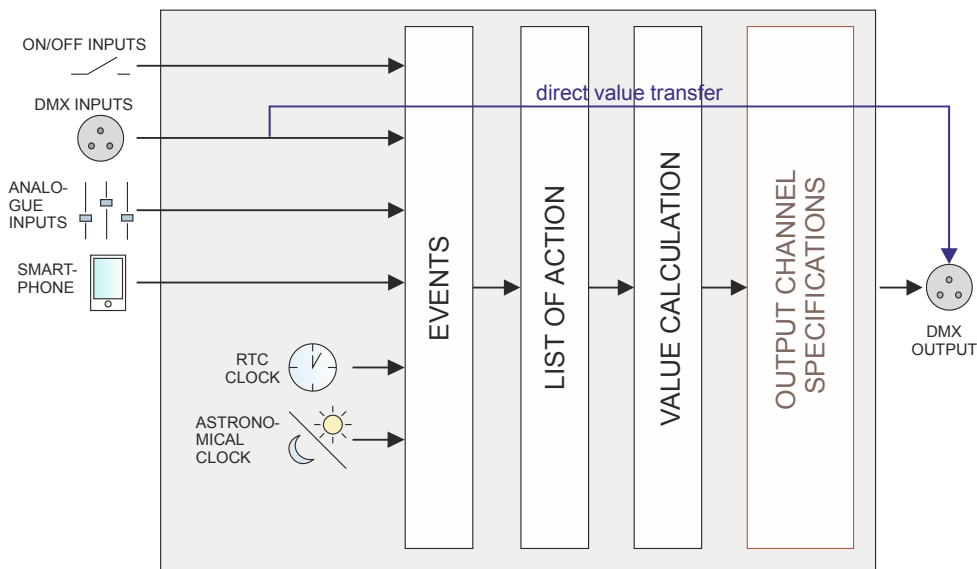 ON/OFF INPUTS
DMX INPUTS
direct value transfer
ANALO-
GUE
INPUTS
SMART-
PHONE
RTC
CLOCK
ASTRONO-
MICAL
CLOCK
EVENTS
LIST OF ACTION
VALUE CALCULATION
OUTPUT CHANNEL
SPECIFICATIONS
DMX
OUTPUT